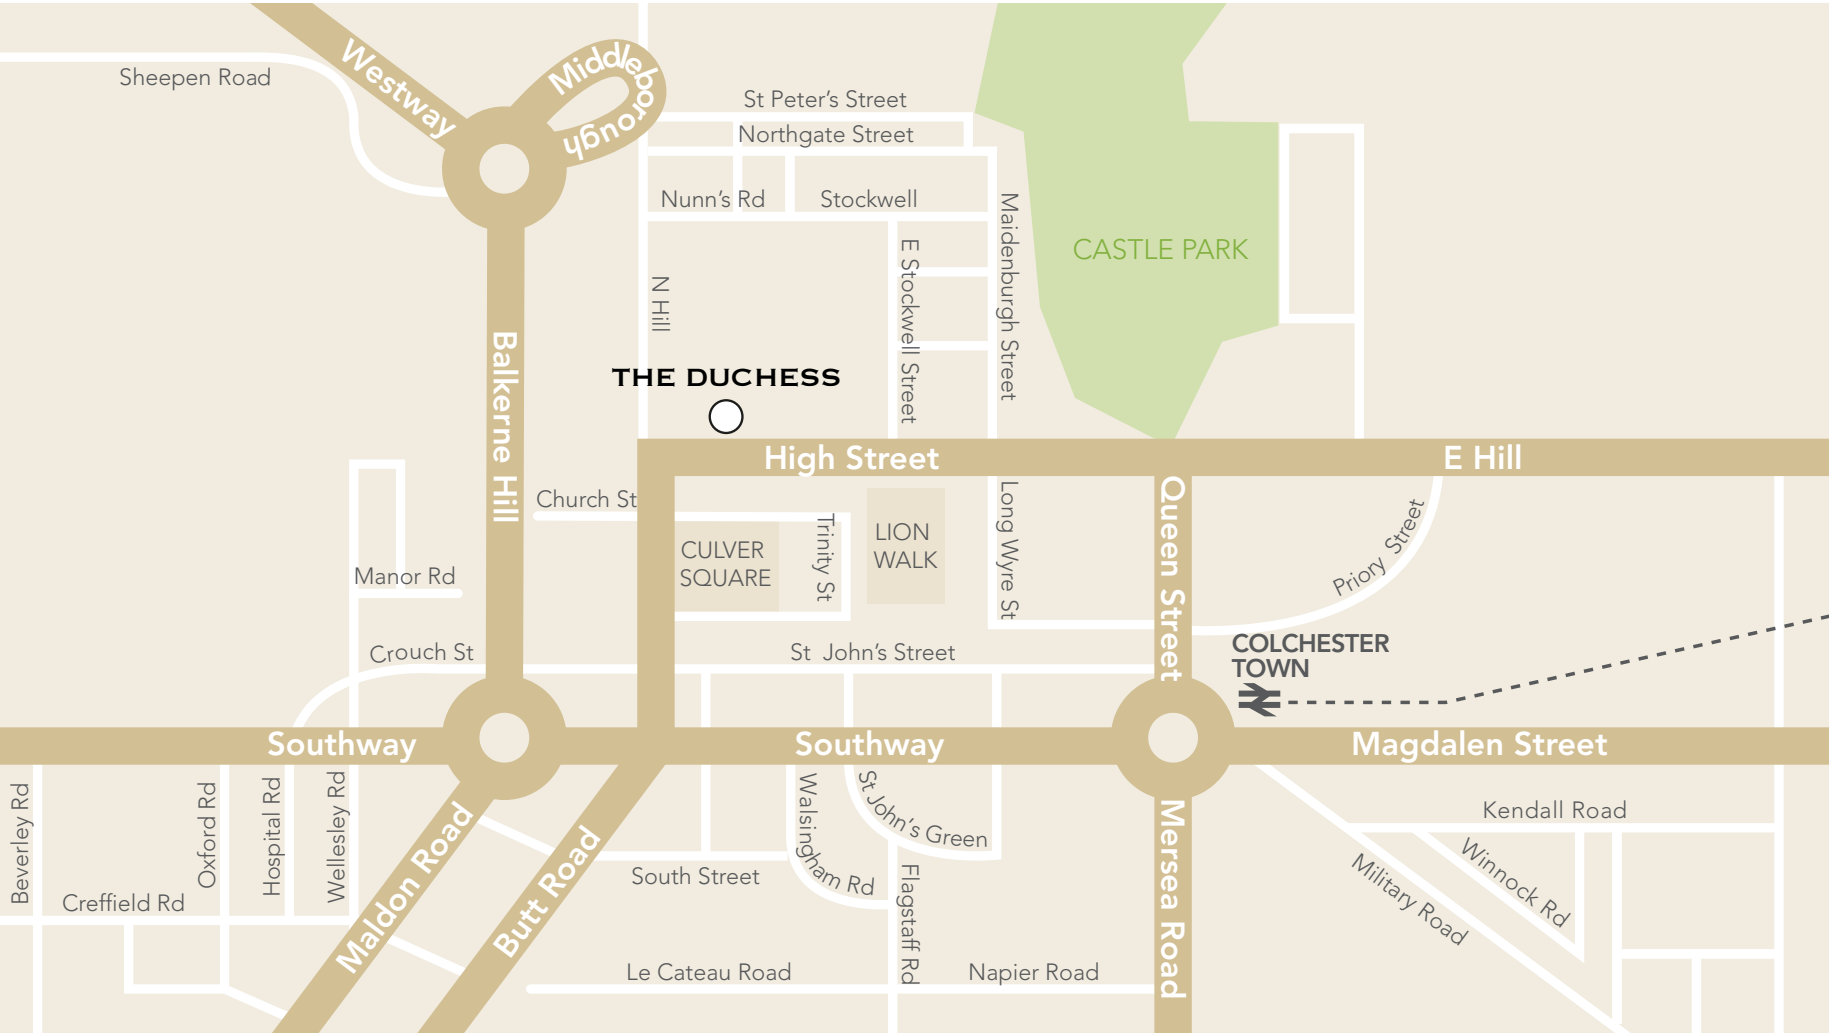 Westway
Middleborough
Sheepen Road
St Peter's Street
Northgate Street
Nunn's Rd
Stockwell
Maidenburgh Street
E Stockwell Street
CASTLE PARK
N Hill
Balkerne Hill
THE DUCHESS
High Street
E Hill
Church St
Trinity St
CULVER
SQUARE
LION
WALK
Long Wyre St
Queen Street
Priory Street
Manor Rd
Crouch St
St John's Street
COLCHESTER
TOWN
Southway
Southway
Magdalen Street
Beverley Rd
Oxford Rd
Hospital Rd
Wellesley Rd
Creffield Rd
Maldon Road
Butt Road
South Street
Walsingham Rd
St John's Green
Flagstaff Rd
Le Cateau Road
Napier Road
Mersea Road
Kendall Road
Winnock Rd
Military Road